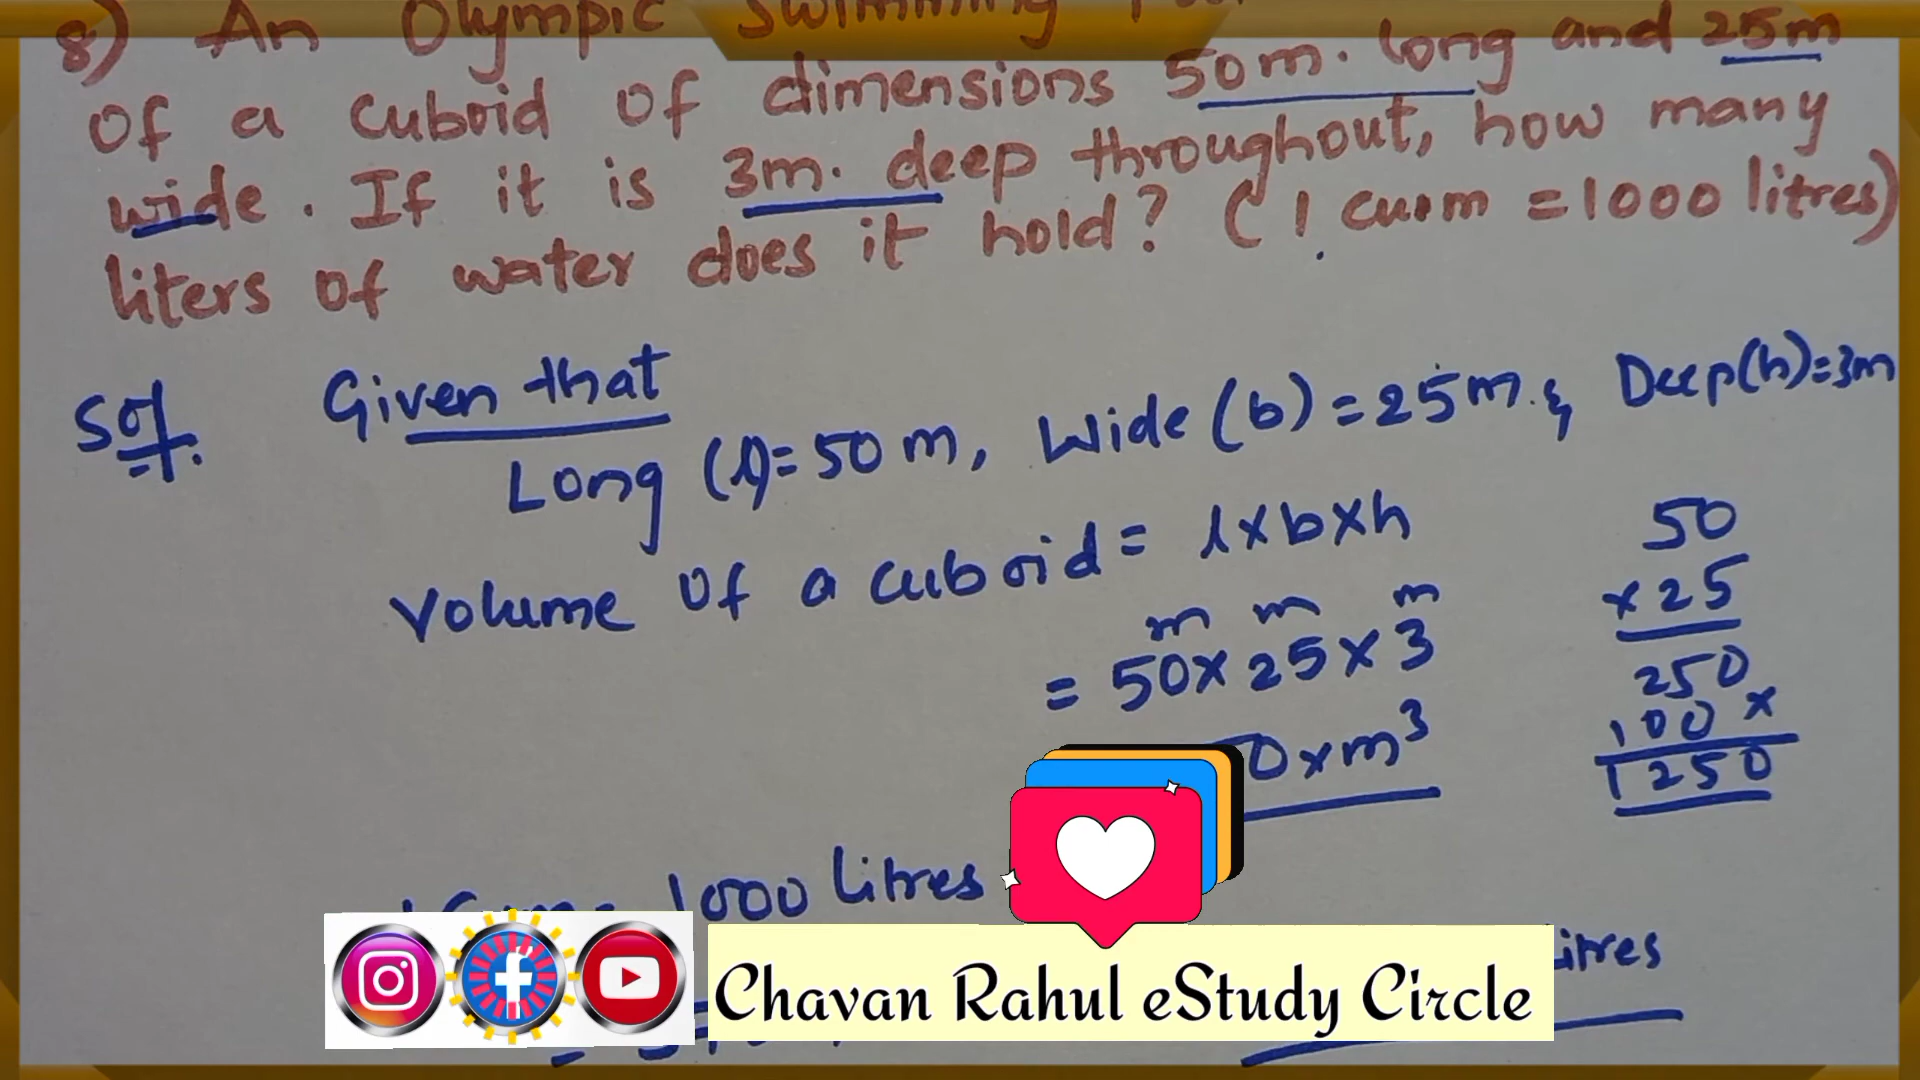 8) An Olympic Swimming
of a cuboid of dimensions 50m. long and 25m
wide. If it is 3m. deep throughout, how many
liters of water does it hold? (1 cu.m = 1000 litres)
Sol. Given that
Long (l)=50m, Wide (b)=25m. & Deep(h)=3m
Volume of a cuboid = l×b×h
m m m
= 50×25×3
0×m³
50
×25
250
100×
1250
1000 litres
litres
Chavan Rahul eStudy Circle